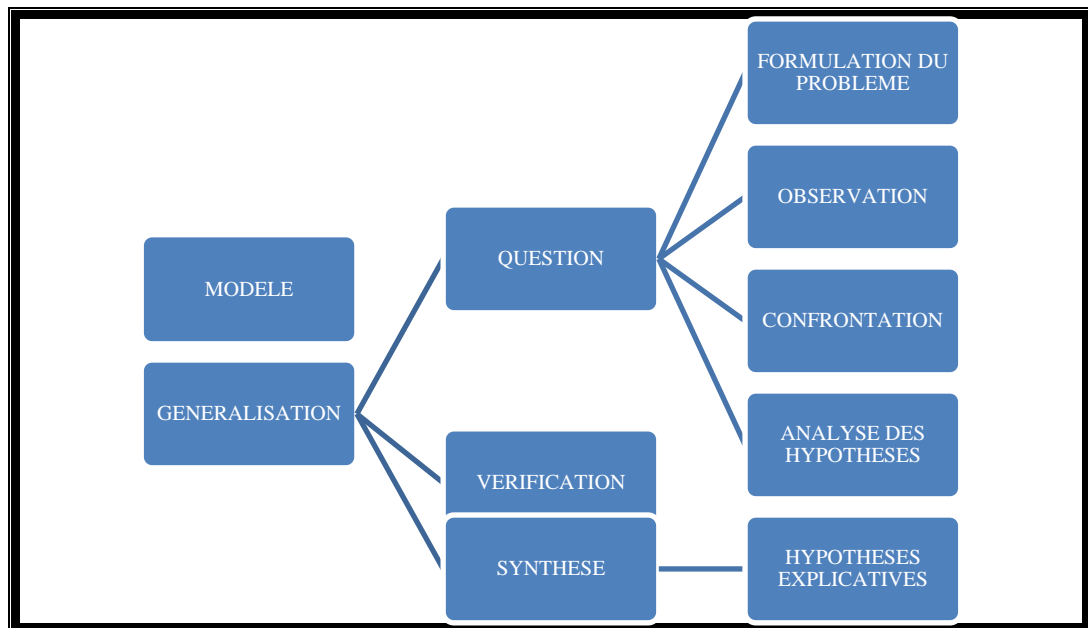 MODELE
GENERALISATION
QUESTION
VERIFICATION
SYNTHESE
FORMULATION DU
PROBLEME
OBSERVATION
CONFRONTATION
ANALYSE DES
HYPOTHESES
HYPOTHESES
EXPLICATIVES